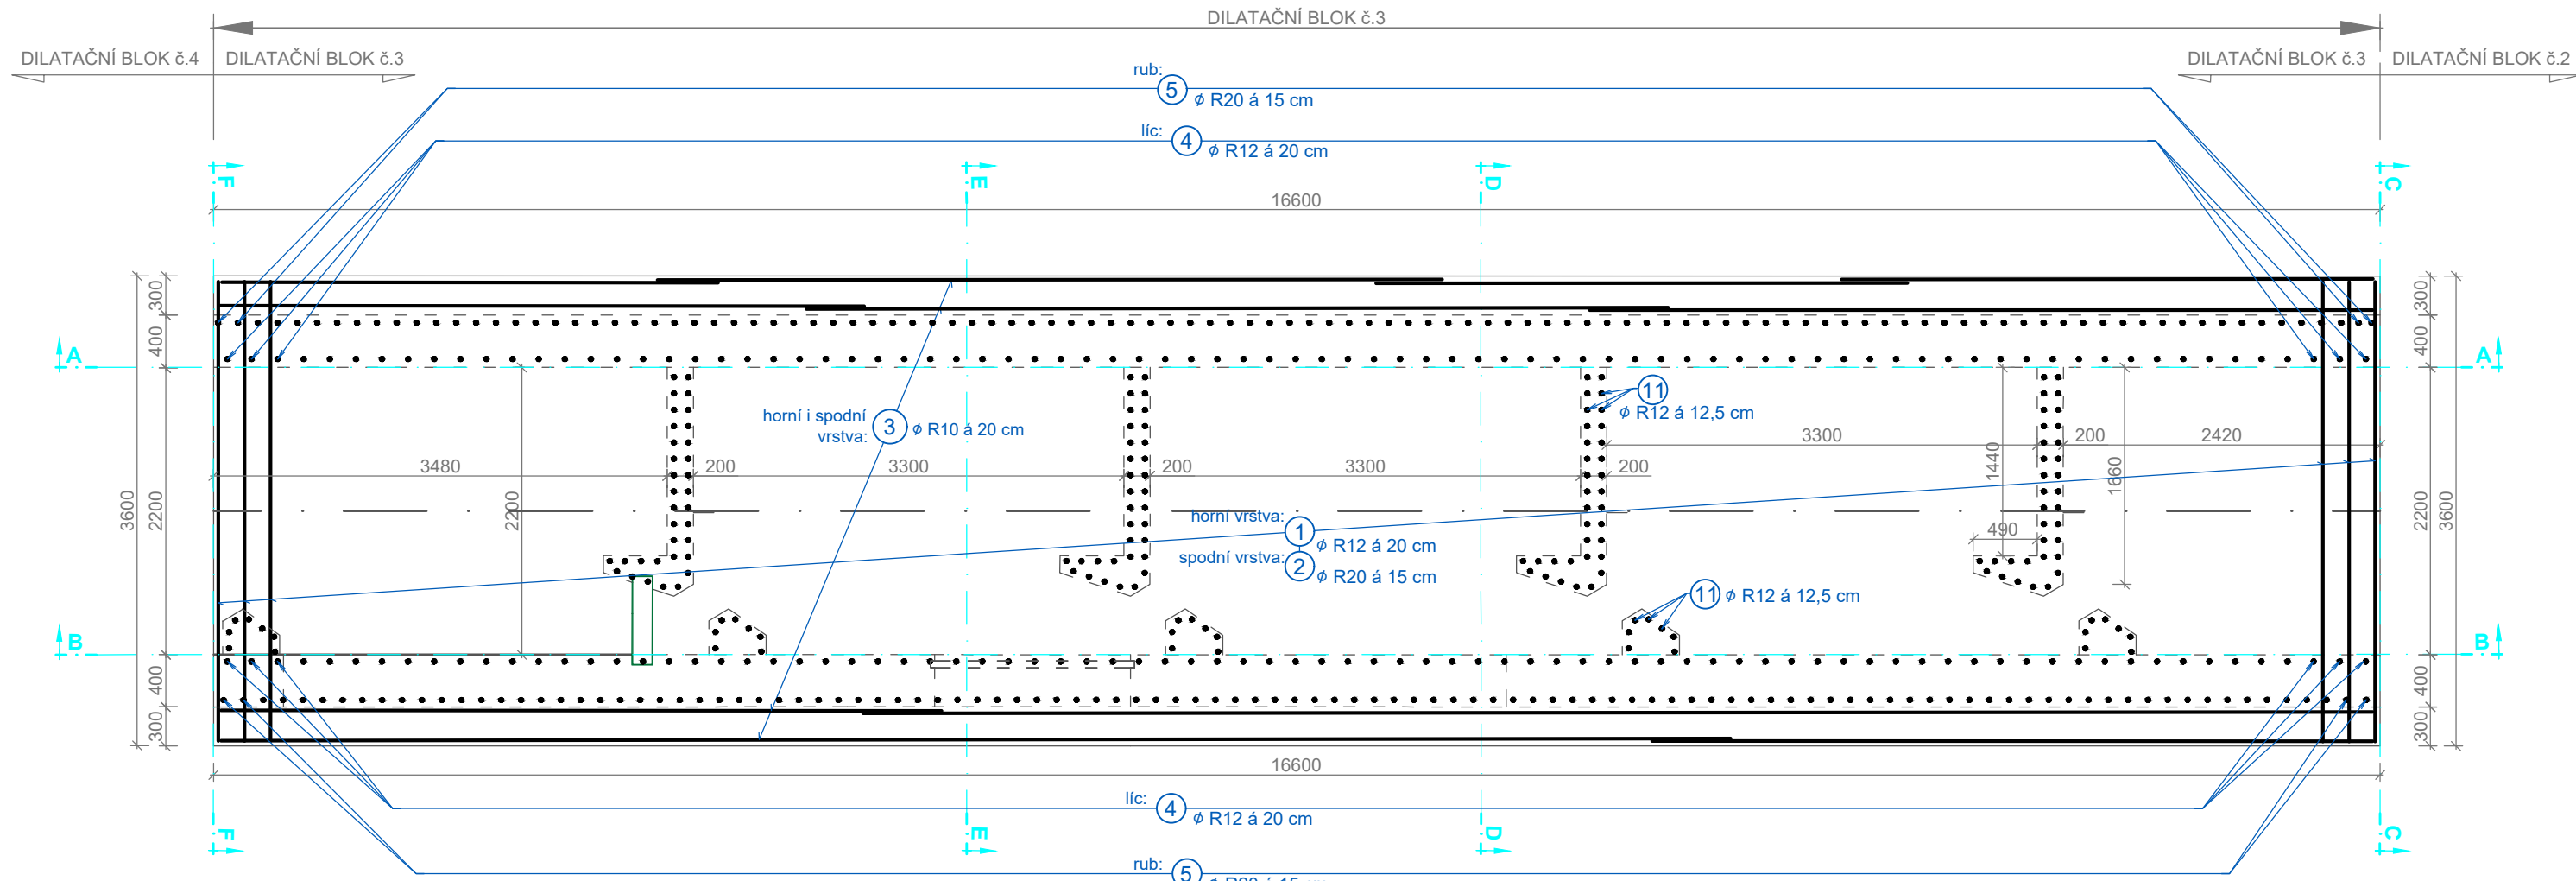 DILATAČNÍ BLOK č.3
DILATAČNÍ BLOK č.4
DILATAČNÍ BLOK č.3
DILATAČNÍ BLOK č.3
DILATAČNÍ BLOK č.2
rub:
5
ϕ R20 á 15 cm
líc:
4
ϕ R12 á 20 cm
F
E
D
C
16600
300
400
2200
400
300
3600
A
A
horní i spodní
vrstva:
3
ϕ R10 á 20 cm
11
ϕ R12 á 12,5 cm
3480
200
3300
200
3300
200
3300
200
2420
2200
1440
1660
490
horní vrstva:
1
ϕ R12 á 20 cm
spodní vrstva:
2
ϕ R20 á 15 cm
11
ϕ R12 á 12,5 cm
B
B
300
400
2200
400
300
3600
16600
líc:
4
ϕ R12 á 20 cm
F
E
D
C
rub:
5